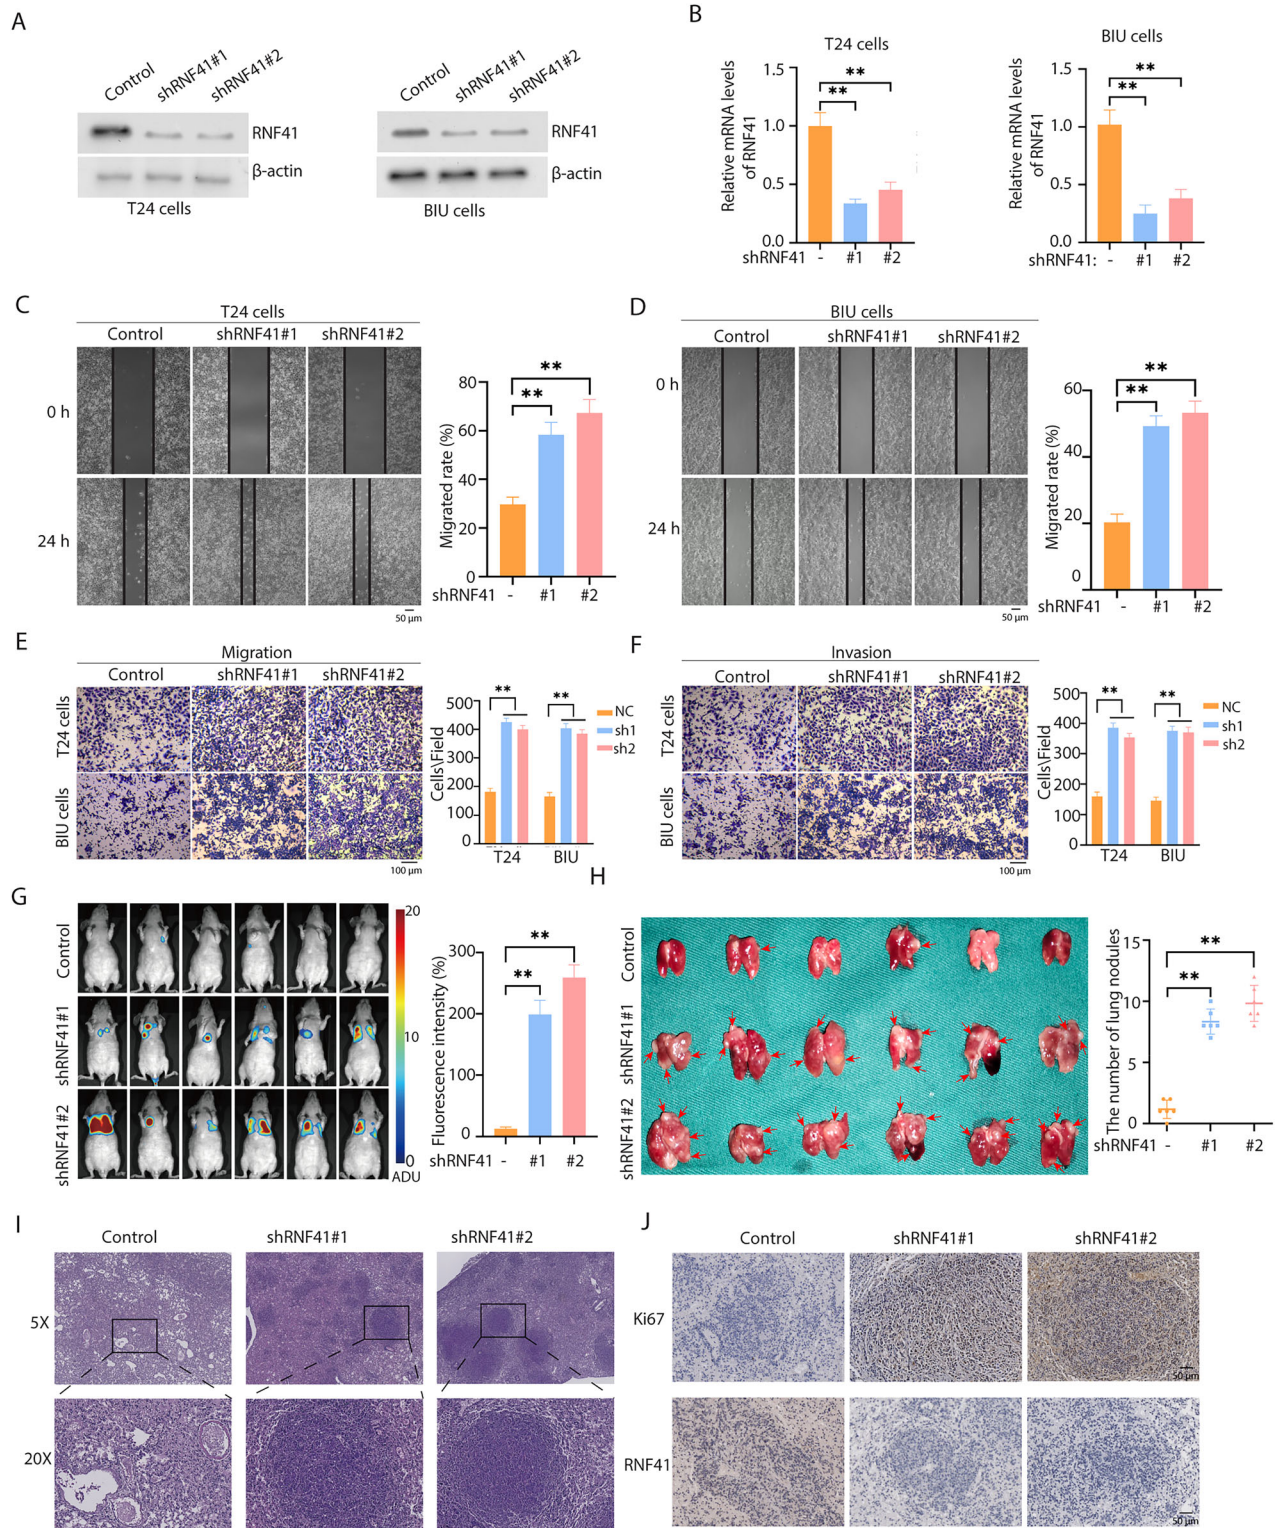 A
Control
shRNF41#1
shRNF41#2
RNF41
β-actin
T24 cells
Control
shRNF41#1
shRNF41#2
RNF41
β-actin
BIU cells
B
T24 cells
Relative mRNA levels
of RNF41
1.5
1.0
0.5
0.0
**
**
shRNF41 - #1 #2
BIU cells
Relative mRNA levels
of RNF41
1.5
1.0
0.5
0.0
**
**
shRNF41: - #1 #2
C
T24 cells
Control shRNF41#1 shRNF41#2
0 h
24 h
50 μm
Migrated rate (%)
80
60
40
20
0
**
**
shRNF41 - #1 #2
D
BIU cells
Control shRNF41#1 shRNF41#2
0 h
24 h
50 μm
Migrated rate (%)
60
40
20
0
**
**
shRNF41 - #1 #2
E
Migration
Control shRNF41#1 shRNF41#2
T24 cells
BIU cells
100 μm
Cells\Field
500
400
300
200
100
0
** **
NC
sh1
sh2
T24 BIU
F
Invasion
Control shRNF41#1 shRNF41#2
T24 cells
BIU cells
100 μm
Cells\Field
500
400
300
200
100
0
** **
NC
sh1
sh2
T24 BIU
G
Control
shRNF41#1
shRNF41#2
20
10
0
ADU
Fluorescence intensity (%)
300
200
100
0
**
**
shRNF41 - #1 #2
H
Control
shRNF41#1
shRNF41#2
The number of lung nodules
15
10
5
0
**
**
shRNF41 - #1 #2
I
Control shRNF41#1 shRNF41#2
5X
20X
J
Control shRNF41#1 shRNF41#2
Ki67
50 μm
RNF41
50 μm